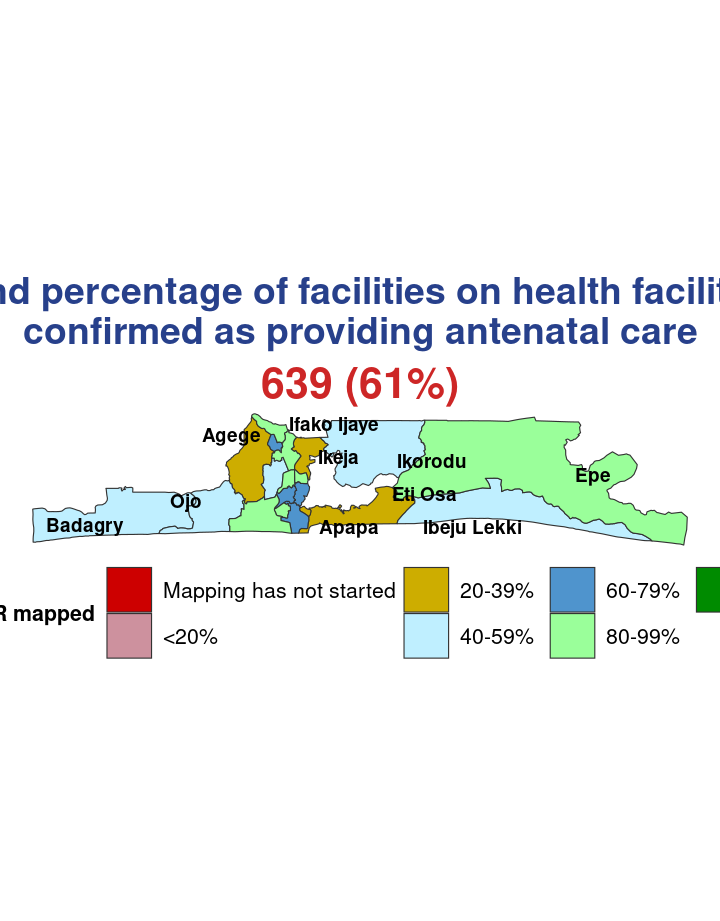 nd percentage of facilities on health facilit
confirmed as providing antenatal care
639 (61%)
Ifako Ijaye
Agege
Ikeja
Ikorodu
Epe
Eti Osa
Ojo
Badagry
Apapa
Ibeju Lekki
R mapped
Mapping has not started
<20%
20-39%
40-59%
60-79%
80-99%